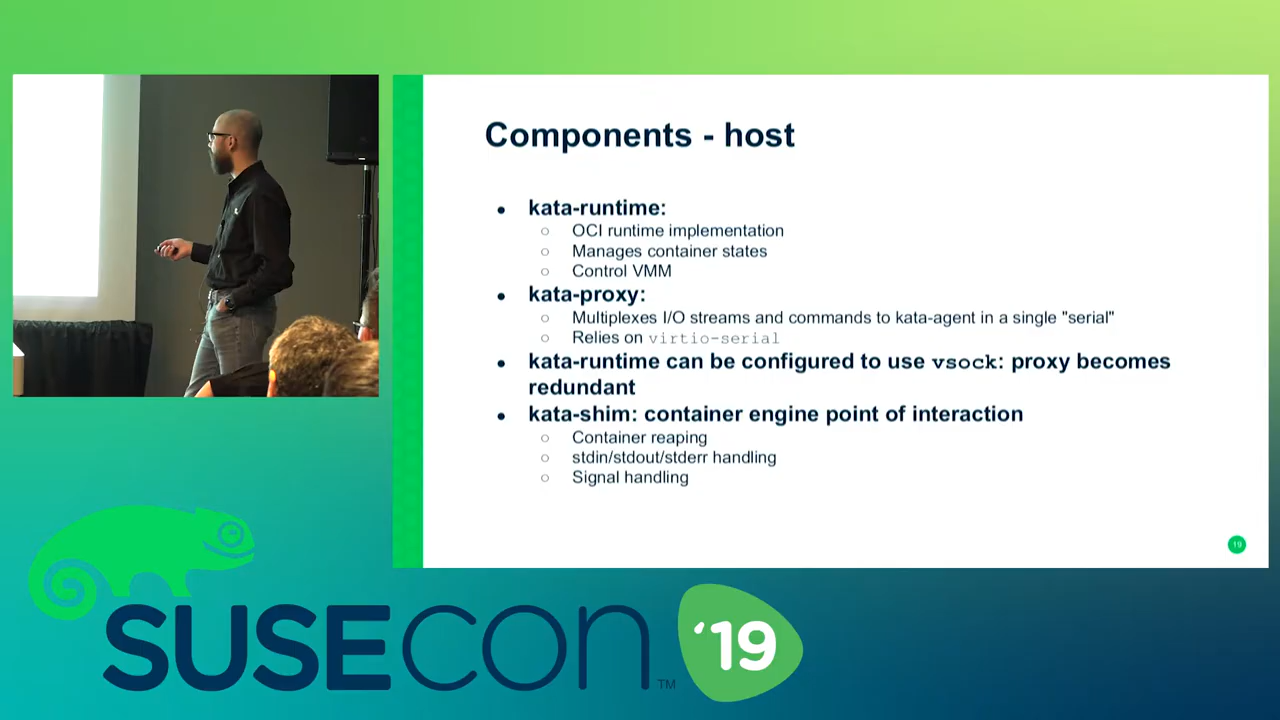 Components - host
• kata-runtime:
○ OCI runtime implementation
○ Manages container states
○ Control VMM
• kata-proxy:
○ Multiplexes I/O streams and commands to kata-agent in a single "serial"
○ Relies on virtio-serial
• kata-runtime can be configured to use vsock: proxy becomes
redundant
• kata-shim: container engine point of interaction
○ Container reaping
○ stdin/stdout/stderr handling
○ Signal handling
19
SUSECON™ '19